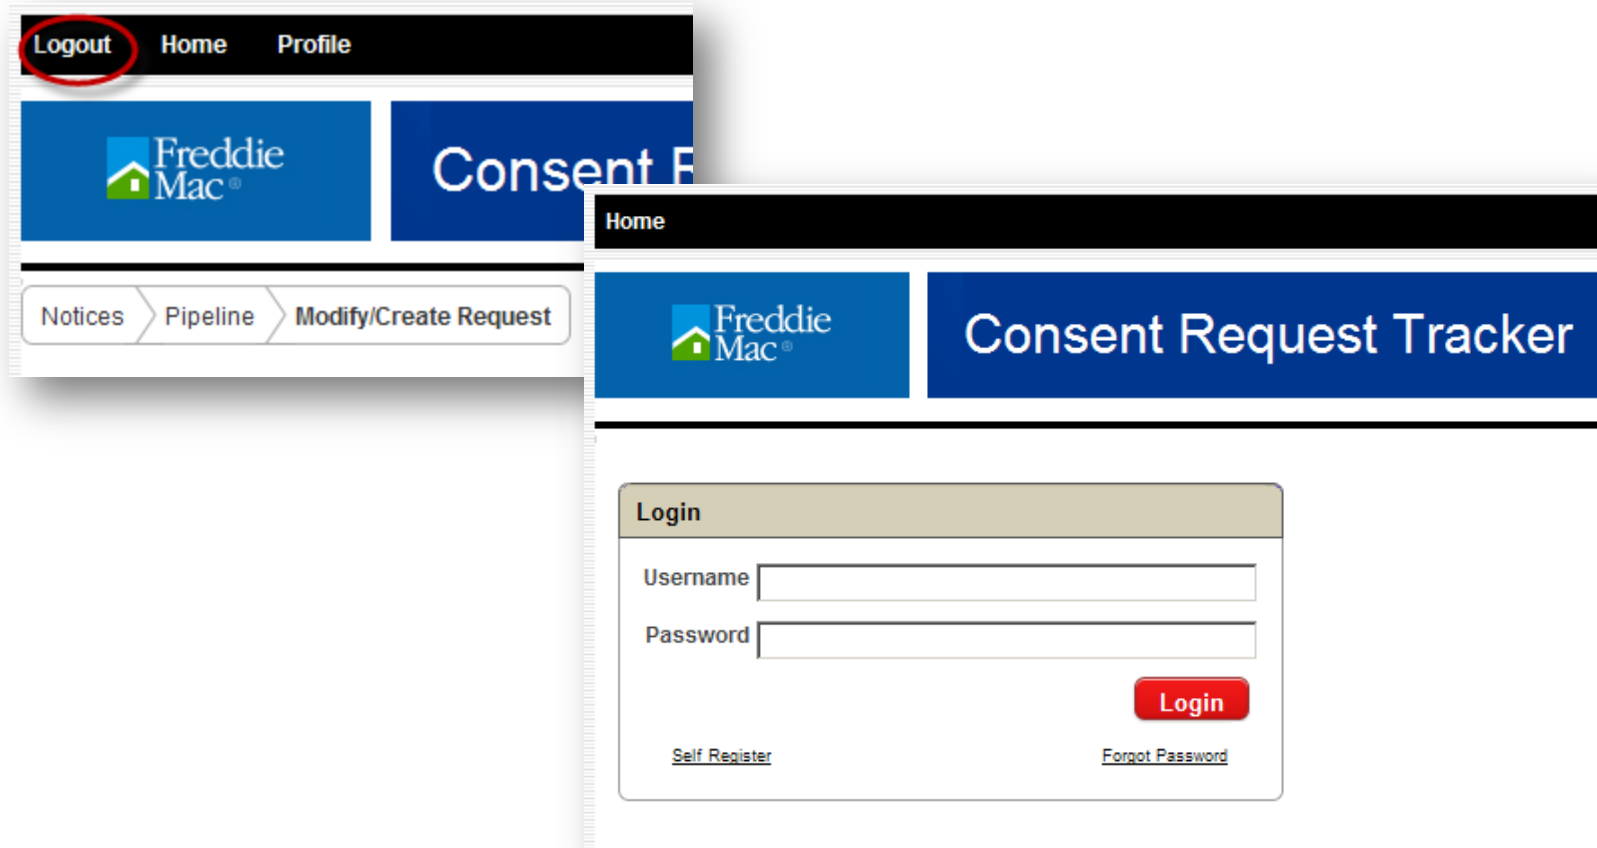 Logout Home Profile
Freddie
Mac®
Consent
Notices Pipeline Modify/Create Request
Home
Freddie
Mac®
Consent Request Tracker
Login
Username
Password
Login
Self Register Forgot Password